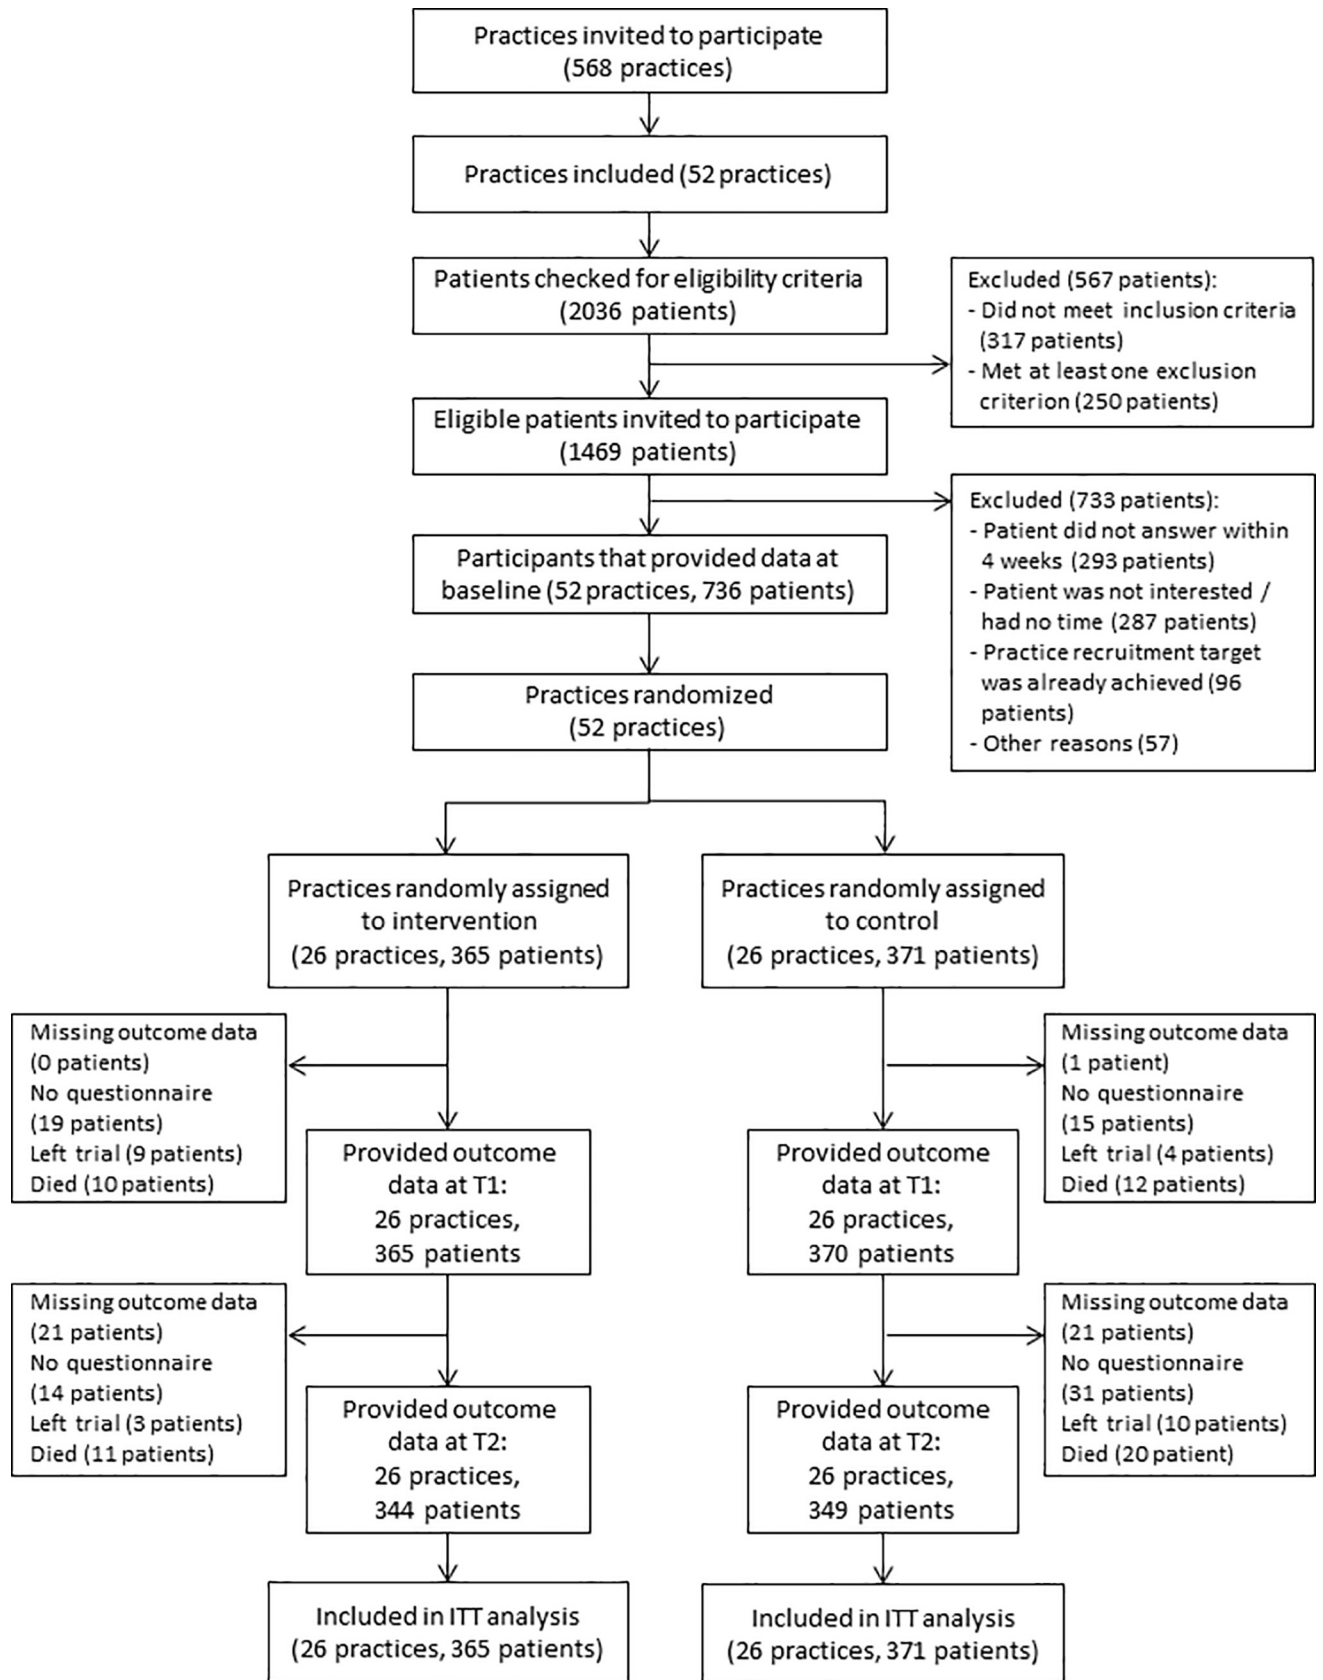 Practices invited to participate
(568 practices)
Practices included (52 practices)
Patients checked for eligibility criteria
(2036 patients)
Excluded (567 patients):
- Did not meet inclusion criteria
(317 patients)
- Met at least one exclusion
criterion (250 patients)
Eligible patients invited to participate
(1469 patients)
Excluded (733 patients):
- Patient did not answer within
4 weeks (293 patients)
- Patient was not interested /
had no time (287 patients)
- Practice recruitment target
was already achieved (96
patients)
- Other reasons (57)
Participants that provided data at
baseline (52 practices, 736 patients)
Practices randomized
(52 practices)
Practices randomly assigned
to intervention
(26 practices, 365 patients)
Practices randomly assigned
to control
(26 practices, 371 patients)
Missing outcome data
(0 patients)
No questionnaire
(19 patients)
Left trial (9 patients)
Died (10 patients)
Missing outcome data
(1 patient)
No questionnaire
(15 patients)
Left trial (4 patients)
Died (12 patients)
Provided outcome
data at T1:
26 practices,
365 patients
Provided outcome
data at T1:
26 practices,
370 patients
Missing outcome data
(21 patients)
No questionnaire
(14 patients)
Left trial (3 patients)
Died (11 patients)
Missing outcome data
(21 patients)
No questionnaire
(31 patients)
Left trial (10 patients)
Died (20 patient)
Provided outcome
data at T2:
26 practices,
344 patients
Provided outcome
data at T2:
26 practices,
349 patients
Included in ITT analysis
(26 practices, 365 patients)
Included in ITT analysis
(26 practices, 371 patients)